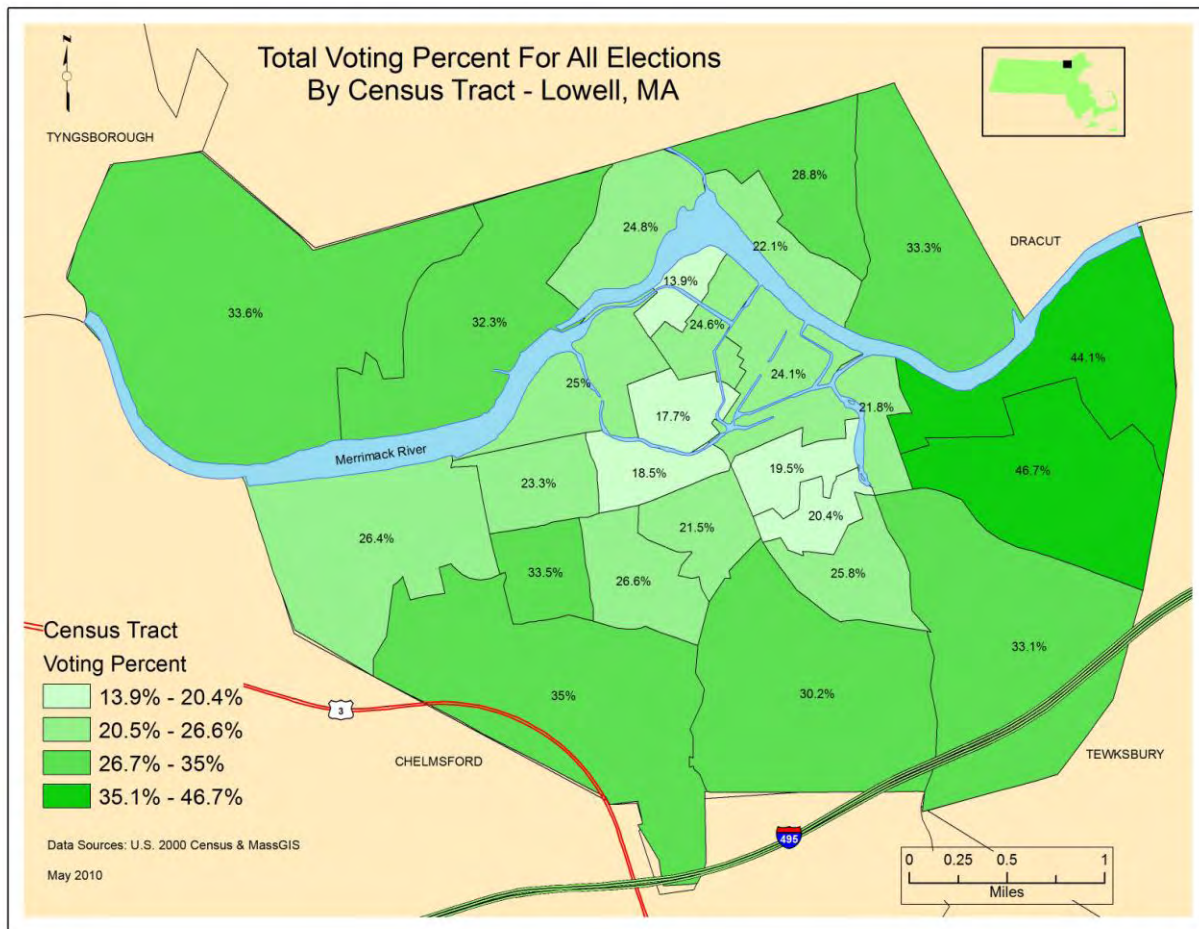 Total Voting Percent For All Elections
By Census Tract - Lowell, MA
N
TYNGSBOROUGH
28.8%
24.8%
22.1%
33.3%
DRACUT
13.9%
33.6%
32.3%
24.6%
44.1%
25%
24.1%
21.8%
17.7%
Merrimack River
18.5%
19.5%
46.7%
23.3%
20.4%
26.4%
21.5%
33.5%
26.6%
25.8%
33.1%
35%
30.2%
3
CHELMSFORD
TEWKSBURY
495
Census Tract
Voting Percent
13.9% - 20.4%
20.5% - 26.6%
26.7% - 35%
35.1% - 46.7%
Data Sources: U.S. 2000 Census & MassGIS
May 2010
0 0.25 0.5 1
Miles